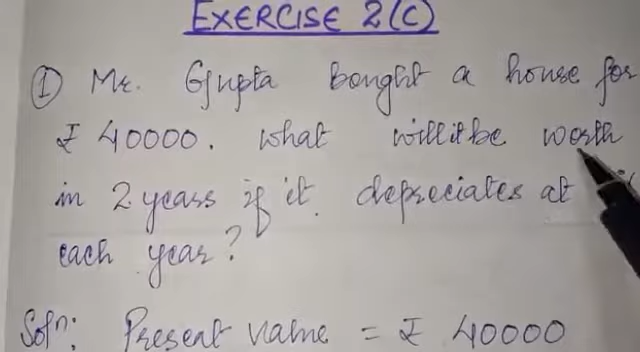 EXERCISE 2(C)
① Mr. Gupta bought a house for
₹ 40000. what will it be worth
in 2 years if it depreciates at
each year?
Solⁿ: Present value = ₹ 40000